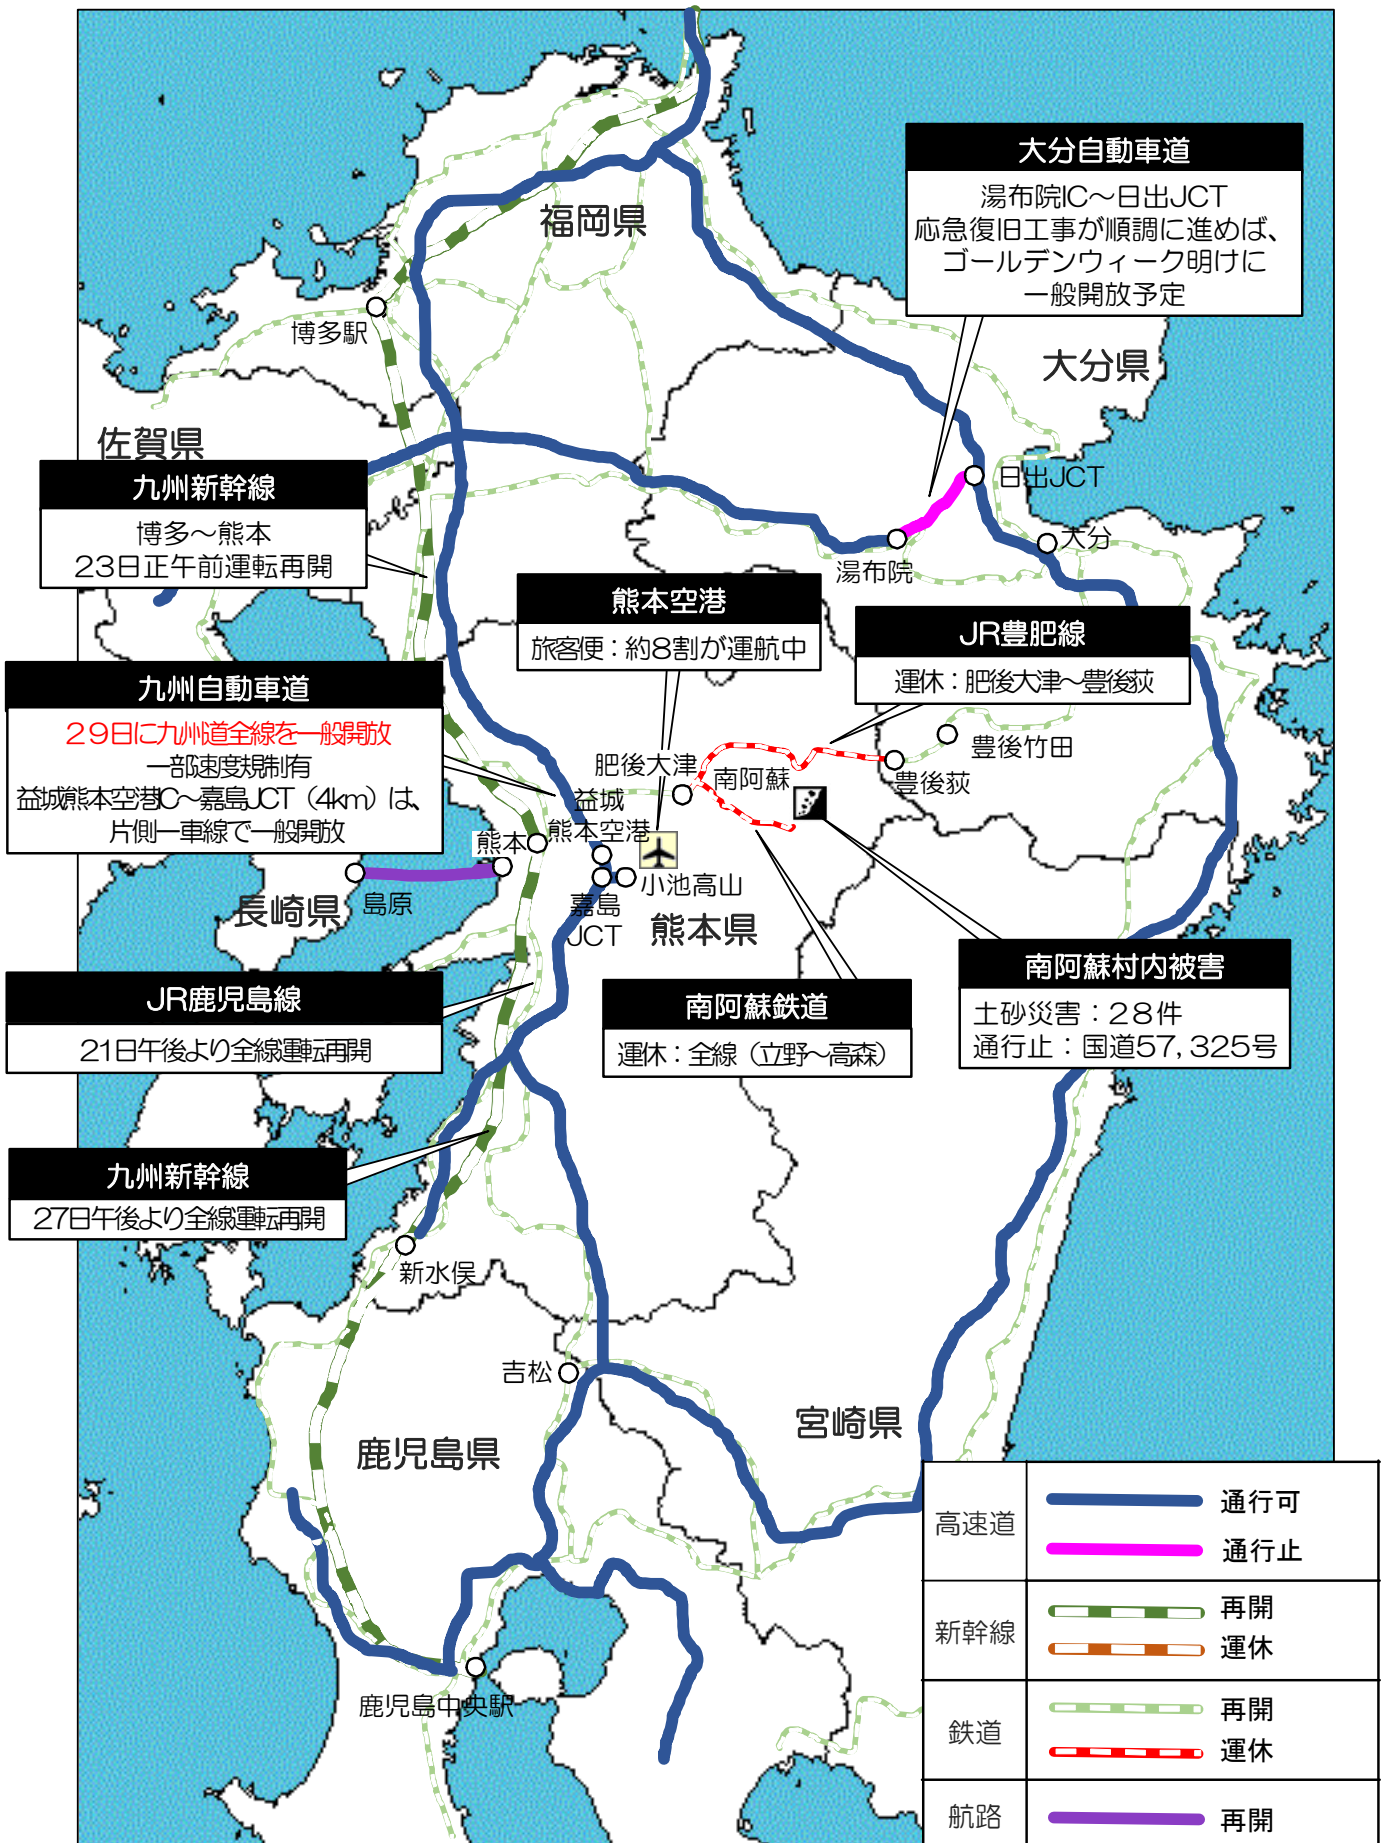 大分自動車道
湯布院IC～日出JCT
応急復旧工事が順調に進めば、
ゴールデンウィーク明けに
一般開放予定
福岡県
博多駅
大分県
佐賀県
九州新幹線
博多～熊本
23日正午前運転再開
日出JCT
大分
湯布院
熊本空港
旅客便：約8割が運航中
JR豊肥線
運休：肥後大津～豊後荻
九州自動車道
29日に九州道全線を一般開放
一部速度規制有
益城熊本空港IC～嘉島JCT（4km）は、
片側一車線で一般開放
豊後竹田
豊後荻
肥後大津
南阿蘇
益城
熊本空港
熊本
小池高山
嘉島
JCT
島原
長崎県
熊本県
南阿蘇村内被害
土砂災害：28件
通行止：国道57，325号
JR鹿児島線
21日午後より全線運転再開
南阿蘇鉄道
運休：全線（立野～高森）
九州新幹線
27日午後より全線運転再開
新水俣
吉松
宮崎県
鹿児島県
鹿児島中央駅
高速道
通行可
通行止
新幹線
再開
運休
鉄道
再開
運休
航路
再開